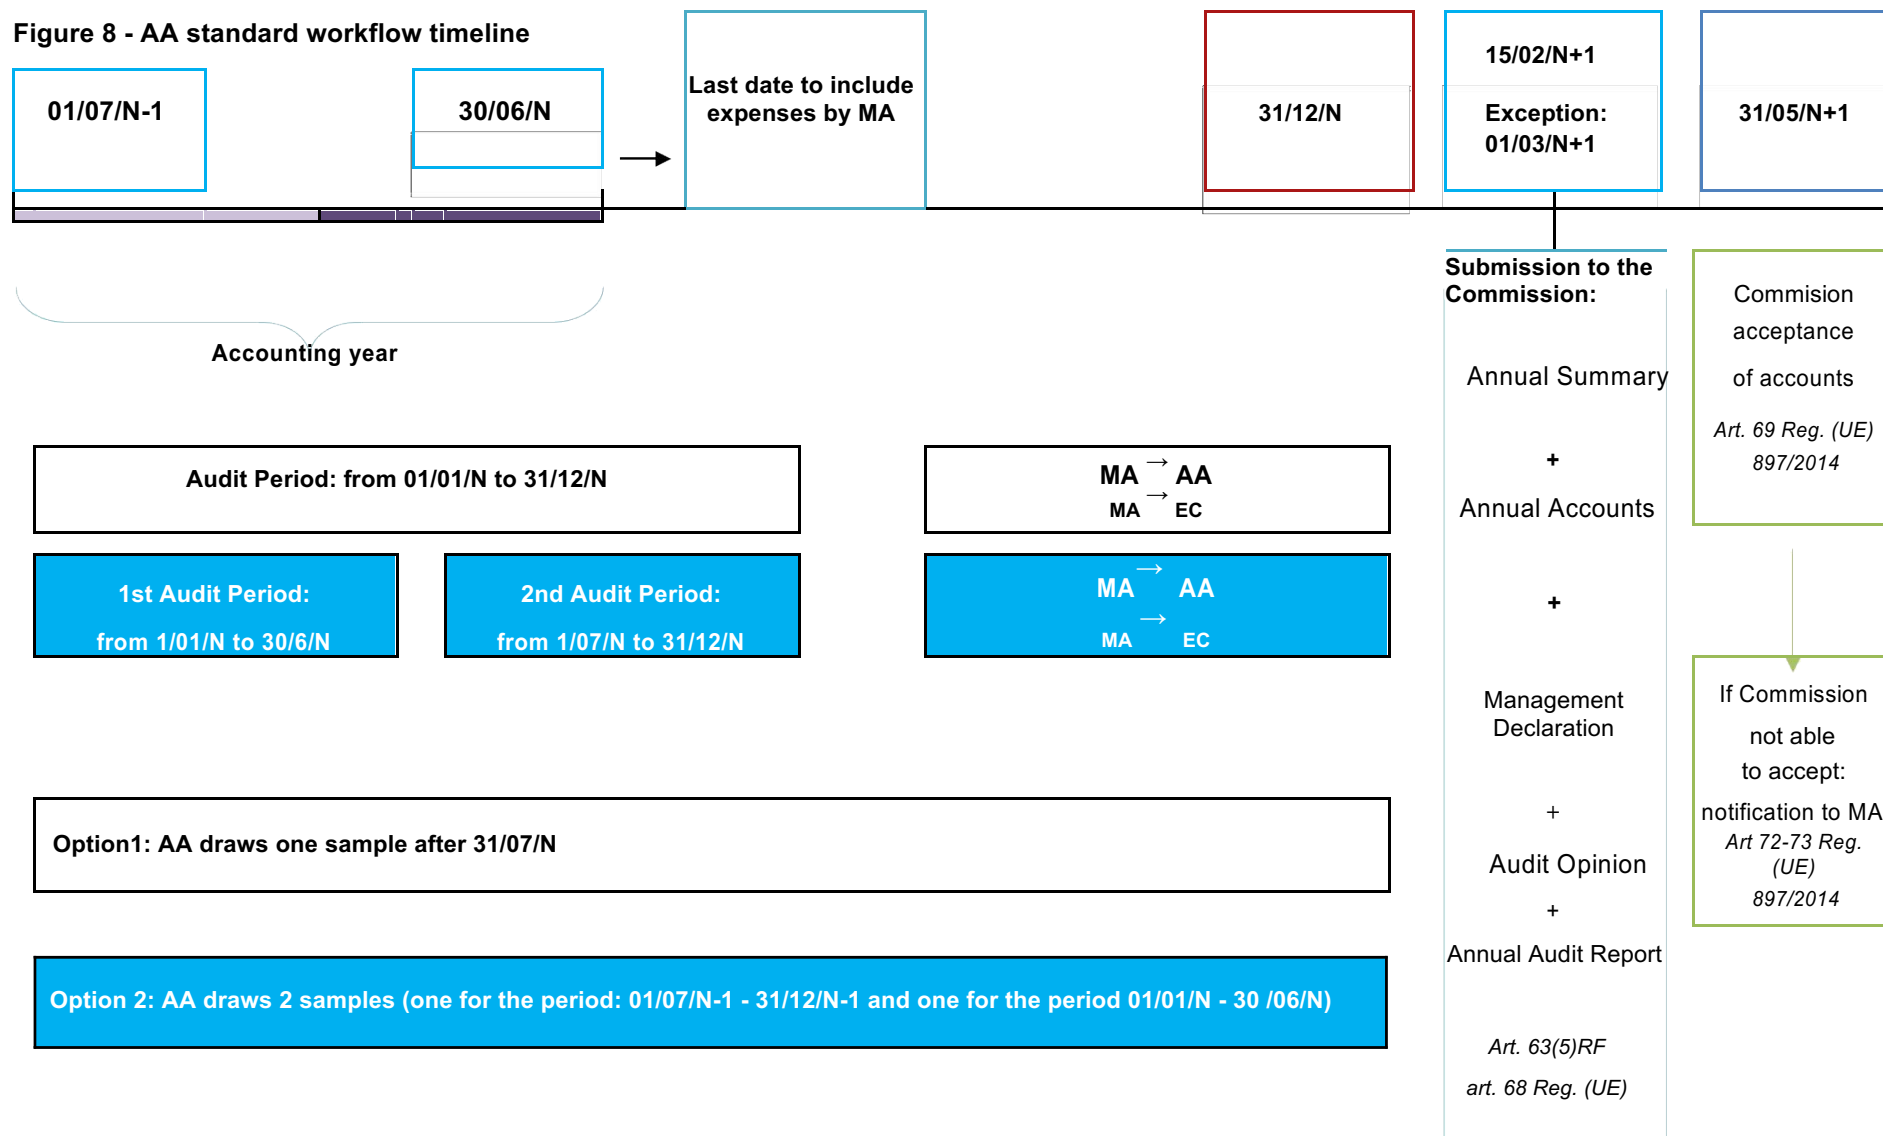 Figure 8 - AA standard workflow timeline
01/07/N-1
30/06/N
→
Last date to include
expenses by MA
31/12/N
15/02/N+1
Exception:
01/03/N+1
31/05/N+1
Accounting year
Audit Period: from 01/01/N to 31/12/N
MA → AA
MA → EC
1st Audit Period:
from 1/01/N to 30/6/N
2nd Audit Period:
from 1/07/N to 31/12/N
MA → AA
MA → EC
Option1: AA draws one sample after 31/07/N
Option 2: AA draws 2 samples (one for the period: 01/07/N-1 - 31/12/N-1 and one for the period 01/01/N - 30 /06/N)
Submission to the
Commission:
Annual Summary
+
Annual Accounts
+
Management
Declaration
+
Audit Opinion
+
Annual Audit Report
Art. 63(5)RF
art. 68 Reg. (UE)
Commision
acceptance
of accounts
Art. 69 Reg. (UE)
897/2014
If Commission
not able
to accept:
notification to MA
Art 72-73 Reg.
(UE)
897/2014